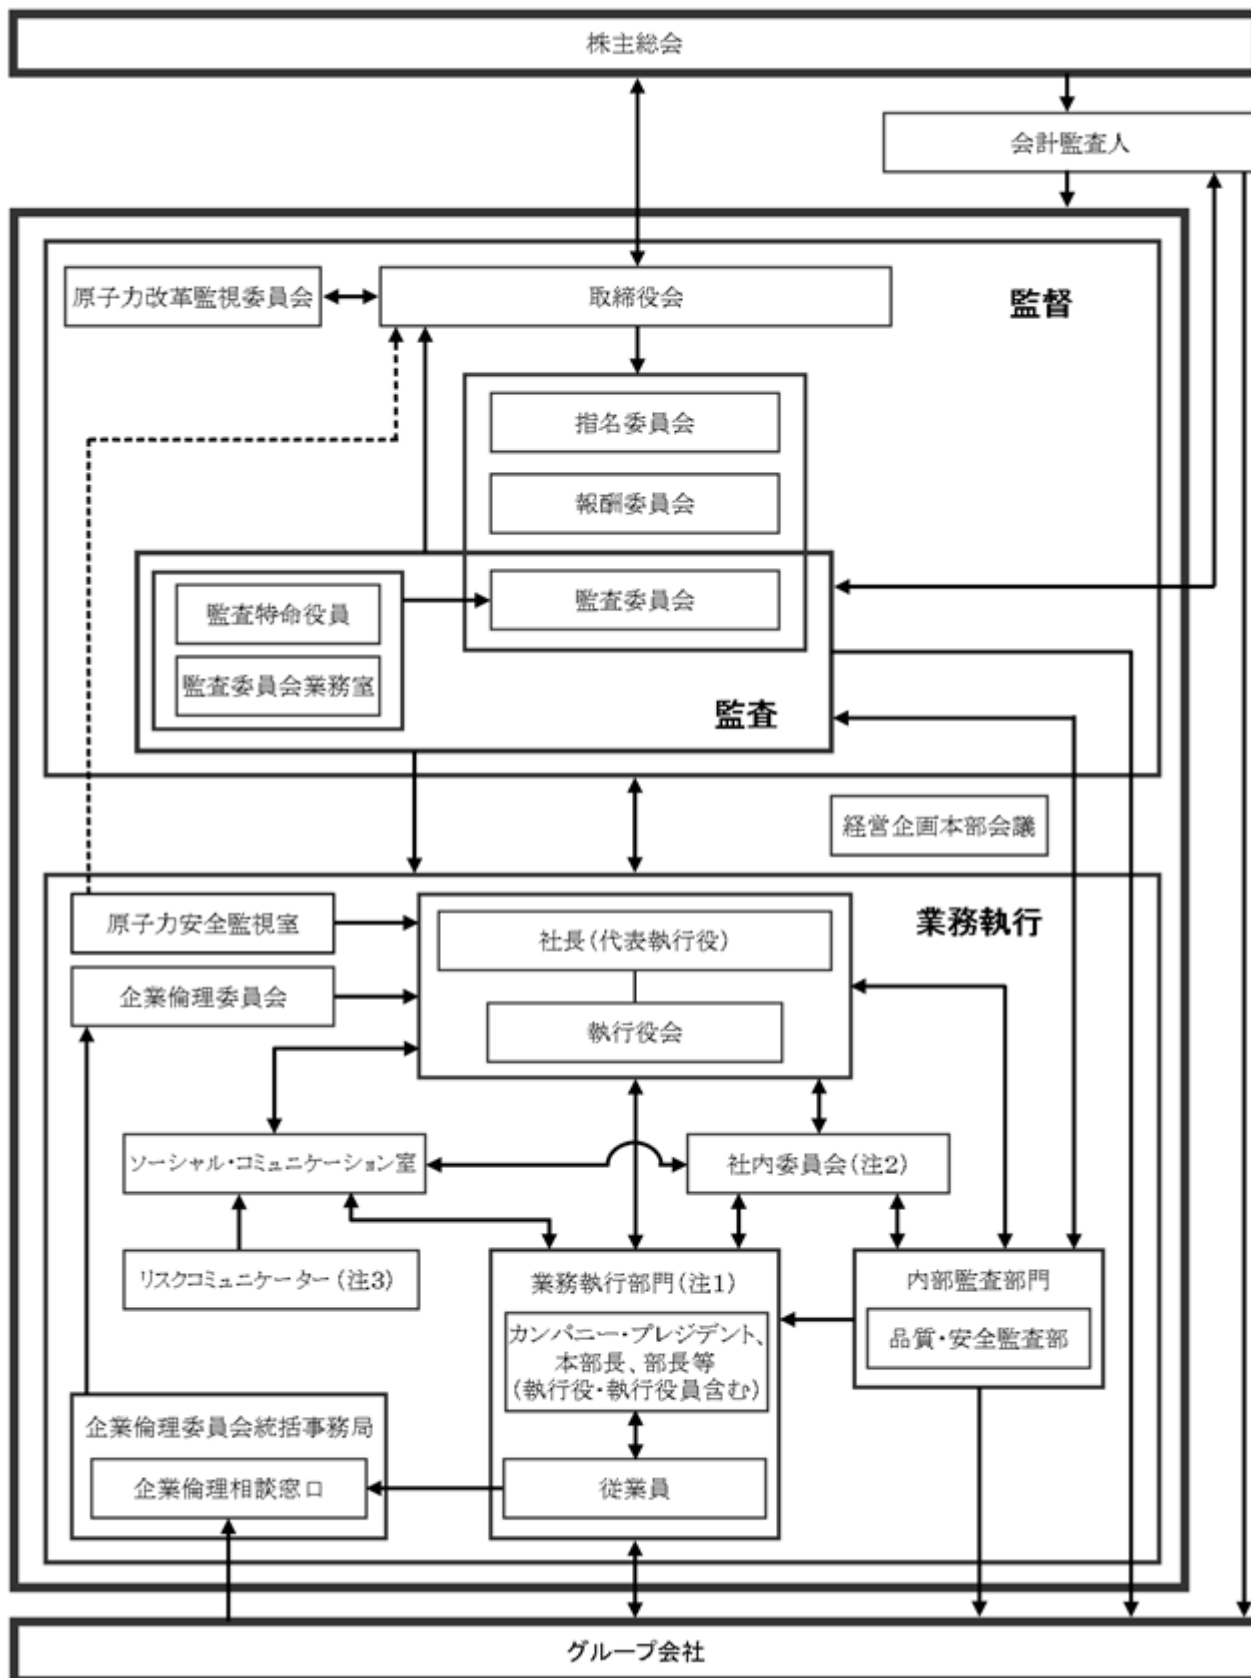 株主総会
会計監査人
原子力改革監視委員会
取締役会
監督
指名委員会
報酬委員会
監査委員会
監査特命役員
監査委員会業務室
監査
経営企画本部会議
業務執行
原子力安全監視室
社長(代表執行役)
企業倫理委員会
執行役会
ソーシャル・コミュニケーション室
社内委員会(注2)
リスクコミュニケーター(注3)
業務執行部門(注1)
カンパニー・プレジデント、
本部長、部長等
(執行役・執行役員含む)
従業員
内部監査部門
品質・安全監査部
企業倫理委員会統括事務局
企業倫理相談窓口
グループ会社